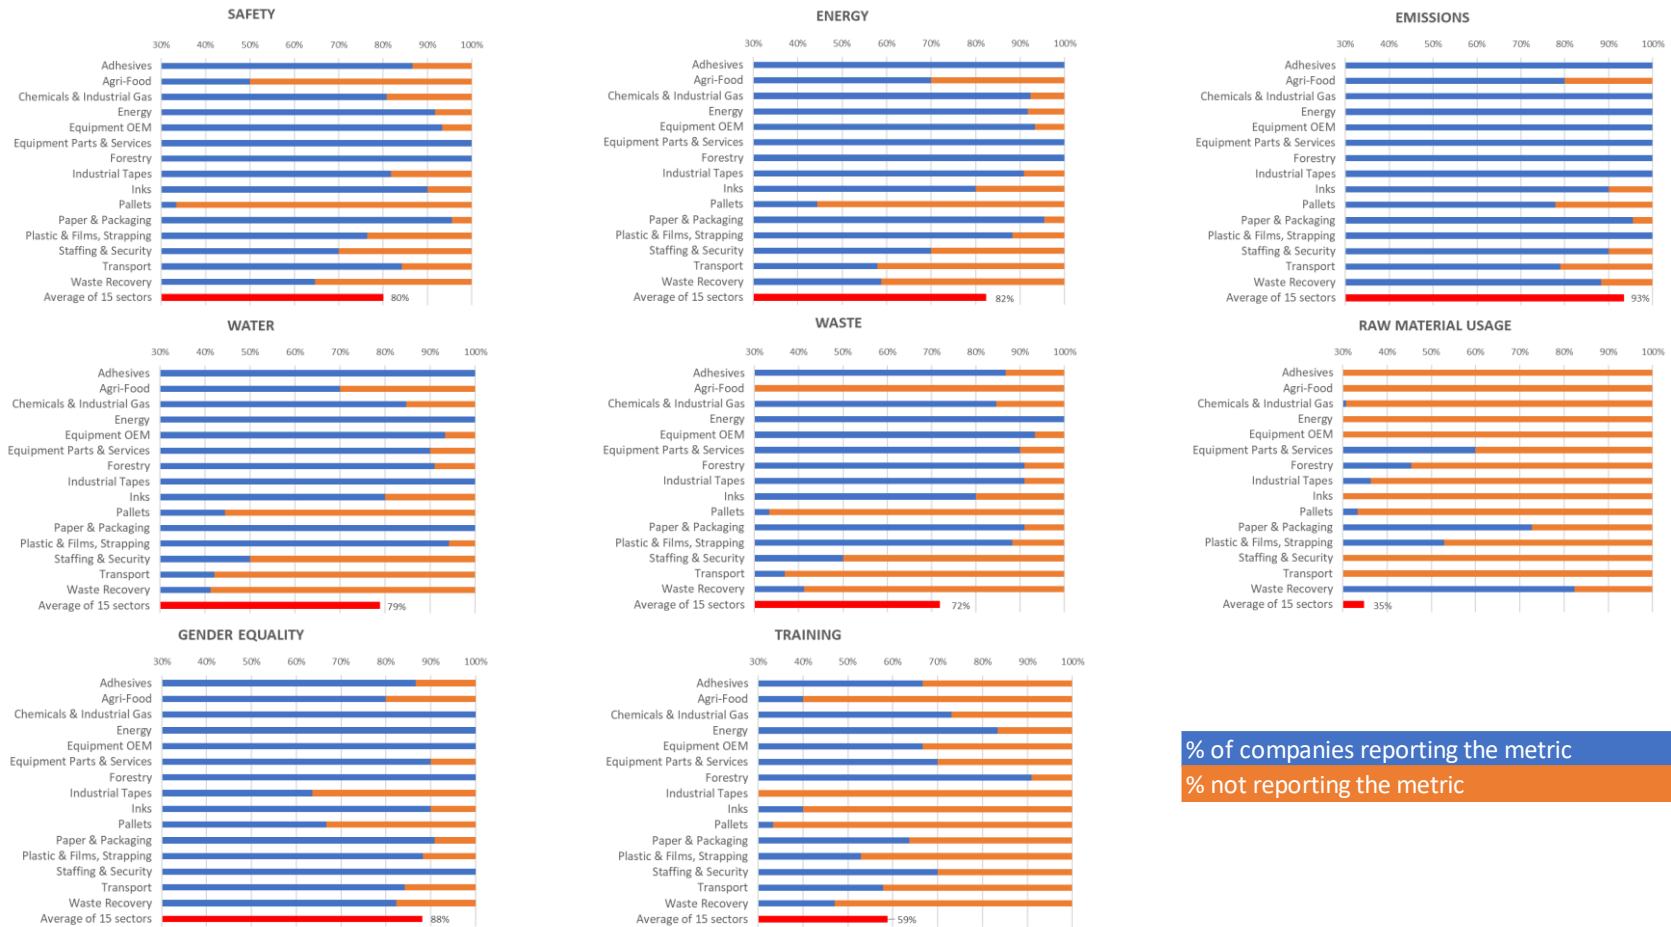 SAFETY
30% 40% 50% 60% 70% 80% 90% 100%
Adhesives
Agri-Food
Chemicals & Industrial Gas
Energy
Equipment OEM
Equipment Parts & Services
Forestry
Industrial Tapes
Inks
Pallets
Paper & Packaging
Plastic & Films, Strapping
Staffing & Security
Transport
Waste Recovery
Average of 15 sectors 80%
ENERGY
30% 40% 50% 60% 70% 80% 90% 100%
Adhesives
Agri-Food
Chemicals & Industrial Gas
Energy
Equipment OEM
Equipment Parts & Services
Forestry
Industrial Tapes
Inks
Pallets
Paper & Packaging
Plastic & Films, Strapping
Staffing & Security
Transport
Waste Recovery
Average of 15 sectors 82%
EMISSIONS
30% 40% 50% 60% 70% 80% 90% 100%
Adhesives
Agri-Food
Chemicals & Industrial Gas
Energy
Equipment OEM
Equipment Parts & Services
Forestry
Industrial Tapes
Inks
Pallets
Paper & Packaging
Plastic & Films, Strapping
Staffing & Security
Transport
Waste Recovery
Average of 15 sectors 93%
WATER
30% 40% 50% 60% 70% 80% 90% 100%
Adhesives
Agri-Food
Chemicals & Industrial Gas
Energy
Equipment OEM
Equipment Parts & Services
Forestry
Industrial Tapes
Inks
Pallets
Paper & Packaging
Plastic & Films, Strapping
Staffing & Security
Transport
Waste Recovery
Average of 15 sectors 79%
WASTE
30% 40% 50% 60% 70% 80% 90% 100%
Adhesives
Agri-Food
Chemicals & Industrial Gas
Energy
Equipment OEM
Equipment Parts & Services
Forestry
Industrial Tapes
Inks
Pallets
Paper & Packaging
Plastic & Films, Strapping
Staffing & Security
Transport
Waste Recovery
Average of 15 sectors 72%
RAW MATERIAL USAGE
30% 40% 50% 60% 70% 80% 90% 100%
Adhesives
Agri-Food
Chemicals & Industrial Gas
Energy
Equipment OEM
Equipment Parts & Services
Forestry
Industrial Tapes
Inks
Pallets
Paper & Packaging
Plastic & Films, Strapping
Staffing & Security
Transport
Waste Recovery
Average of 15 sectors 35%
GENDER EQUALITY
30% 40% 50% 60% 70% 80% 90% 100%
Adhesives
Agri-Food
Chemicals & Industrial Gas
Energy
Equipment OEM
Equipment Parts & Services
Forestry
Industrial Tapes
Inks
Pallets
Paper & Packaging
Plastic & Films, Strapping
Staffing & Security
Transport
Waste Recovery
Average of 15 sectors 88%
TRAINING
30% 40% 50% 60% 70% 80% 90% 100%
Adhesives
Agri-Food
Chemicals & Industrial Gas
Energy
Equipment OEM
Equipment Parts & Services
Forestry
Industrial Tapes
Inks
Pallets
Paper & Packaging
Plastic & Films, Strapping
Staffing & Security
Transport
Waste Recovery
Average of 15 sectors 59%
% of companies reporting the metric
% not reporting the metric